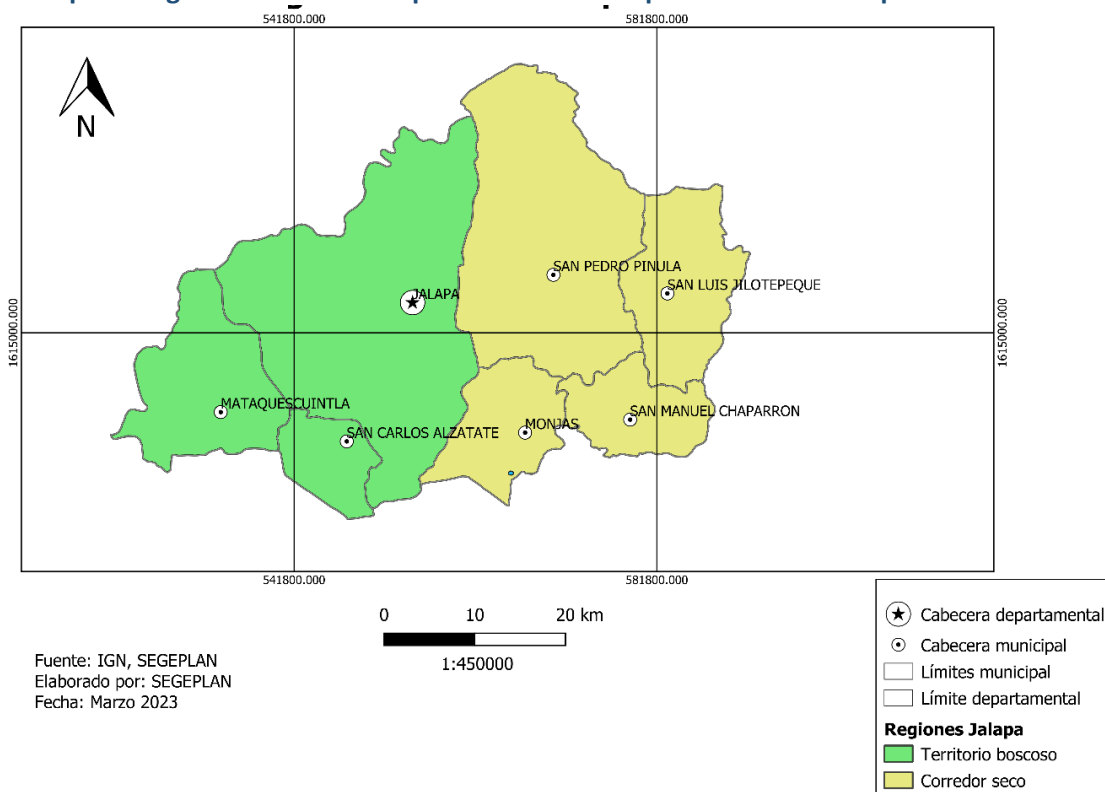 541800.000
581800.000
N
SAN PEDRO PINULA
SAN LUIS JILOTEPEQUE
JALAPA
1615000.000
1615000.000
MATAQUESCUINTLA
SAN CARLOS ALZATATE
MONJAS
SAN MANUEL CHAPARRON
541800.000
581800.000
0 10 20 km
1:450000
Fuente: IGN, SEGEPLAN
Elaborado por: SEGEPLAN
Fecha: Marzo 2023
Cabecera departamental
Cabecera municipal
Límites municipal
Límite departamental
Regiones Jalapa
Territorio boscoso
Corredor seco